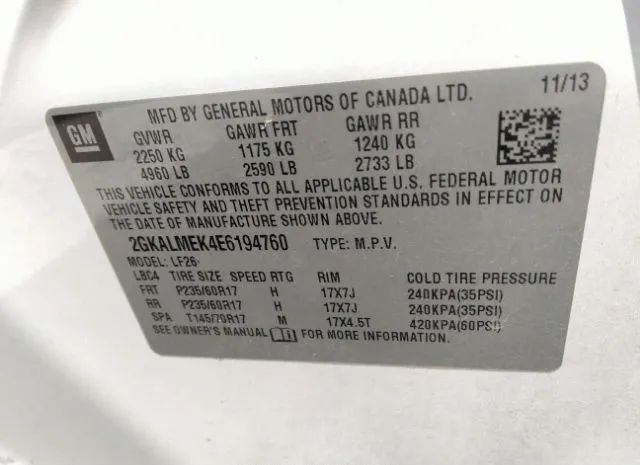 11/13
GM MFD BY GENERAL MOTORS OF CANADA LTD.
GVWR GAWR FRT GAWR RR
2250 KG 1175 KG 1240 KG
4960 LB 2590 LB 2733 LB
THIS VEHICLE CONFORMS TO ALL APPLICABLE U.S. FEDERAL MOTOR
VEHICLE SAFETY AND THEFT PREVENTION STANDARDS IN EFFECT ON
THE DATE OF MANUFACTURE SHOWN ABOVE.
2GKALMEK4E6194760 TYPE: M.P.V.
MODEL: LF26
LBC4 TIRE SIZE SPEED RTG RIM COLD TIRE PRESSURE
FRT P235/60R17 H 17X7J 240KPA(35PSI)
RR P235/60R17 H 17X7J 240KPA(35PSI)
SPA T145/70R17 M 17X4.5T 420KPA(60PSI)
SEE OWNER'S MANUAL FOR MORE INFORMATION.